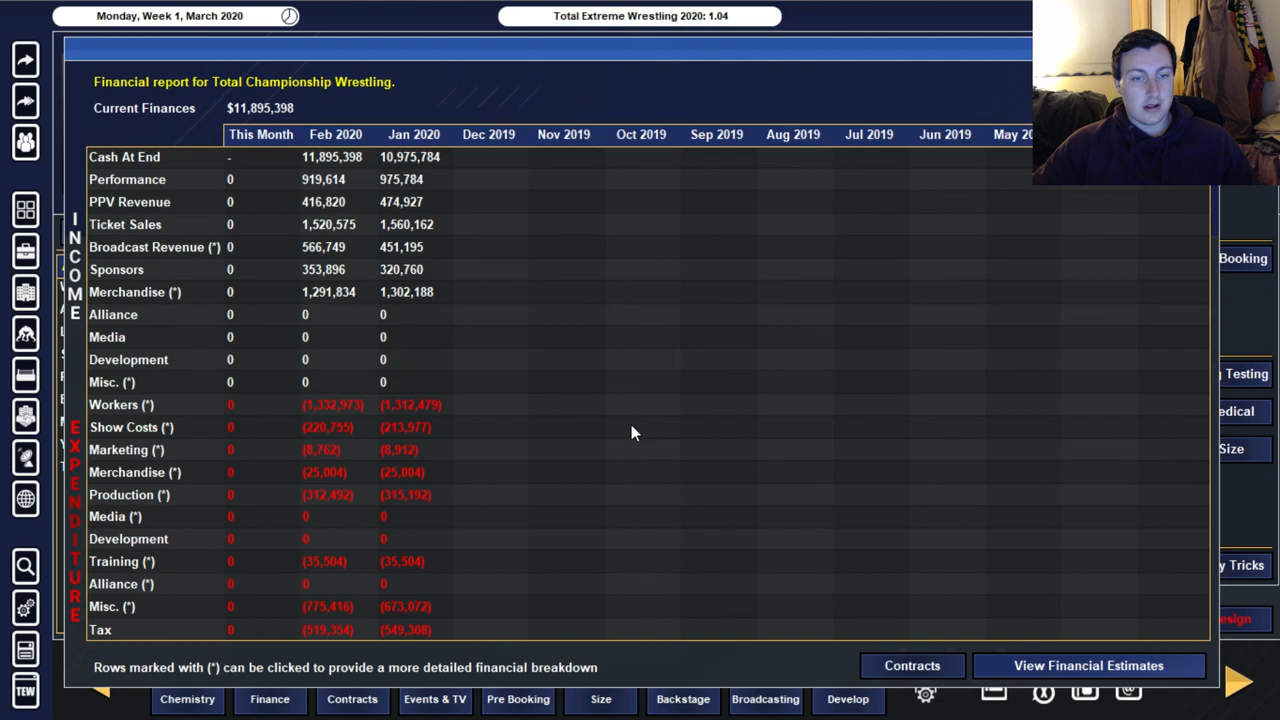 Monday, Week 1, March 2020
Total Extreme Wrestling 2020: 1.04
Financial report for Total Championship Wrestling.
Current Finances $11,895,398
This Month Feb 2020 Jan 2020 Dec 2019 Nov 2019 Oct 2019 Sep 2019 Aug 2019 Jul 2019 Jun 2019 May 20
INCOME
Cash At End - 11,895,398 10,975,784
Performance 0 919,614 975,784
PPV Revenue 0 416,820 474,927
Ticket Sales 0 1,520,575 1,560,162
Broadcast Revenue (*) 0 566,749 451,195
Sponsors 0 353,896 320,760
Merchandise (*) 0 1,291,834 1,302,188
Alliance 0 0 0
Media 0 0 0
Development 0 0 0
Misc. (*) 0 0 0
EXPENDITURE
Workers (*) 0 (1,332,973) (1,312,479)
Show Costs (*) 0 (220,755) (213,977)
Marketing (*) 0 (8,762) (8,912)
Merchandise (*) 0 (25,004) (25,004)
Production (*) 0 (312,492) (315,192)
Media (*) 0 0 0
Development 0 0 0
Training (*) 0 (35,504) (35,504)
Alliance (*) 0 0 0
Misc. (*) 0 (775,416) (673,072)
Tax 0 (519,354) (549,308)
Rows marked with (*) can be clicked to provide a more detailed financial breakdown
Contracts
View Financial Estimates
Booking
Testing
edical
Size
y Tricks
esign
TEW
Chemistry
Finance
Contracts
Events & TV
Pre Booking
Size
Backstage
Broadcasting
Develop